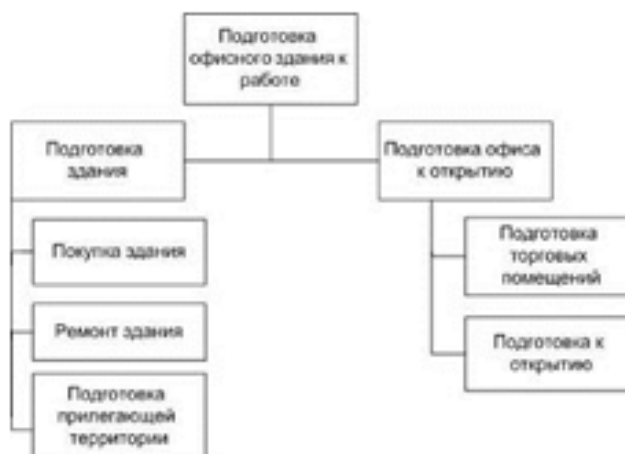 Подготовка
офисного здания к
работе
Подготовка
здания
Подготовка офиса
к открытию
Покупка здания
Ремонт здания
Подготовка
прилегающей
территории
Подготовка
торговых
помещений
Подготовка к
открытию